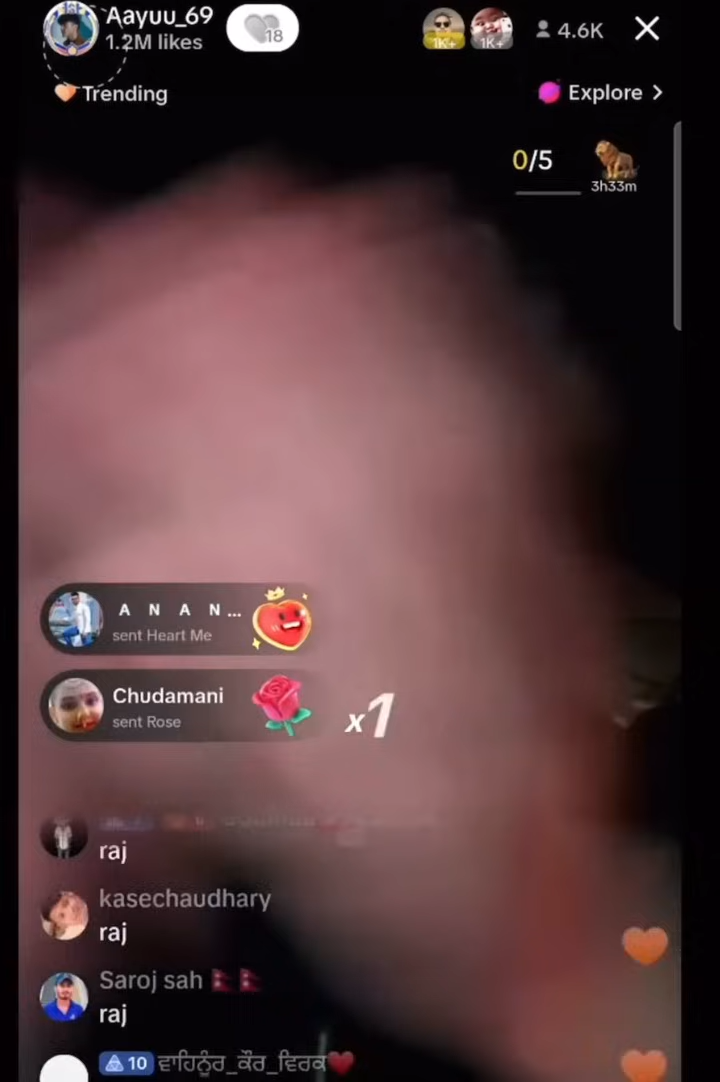 Aayuu_69
1.2M likes
18
1K+
1K+
4.6K
Trending
Explore
0/5
3h33m
A N A N...
sent Heart Me
Chudamani
sent Rose
x1
raj
kasechaudhary
raj
Saroj sah
raj
10 ਵਾਹਿਨੂੰਰ_ਕੌਰ_ਵਿਰਕ